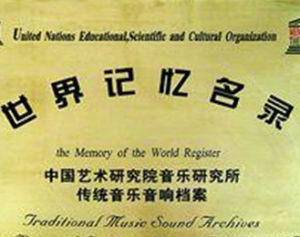 United Nations Educational, Scientific and Cultural Organization
世界记忆名录
the Memory of the World Register
中国艺术研究院音乐研究所
传统音乐音响档案
Traditional Music Sound Archives